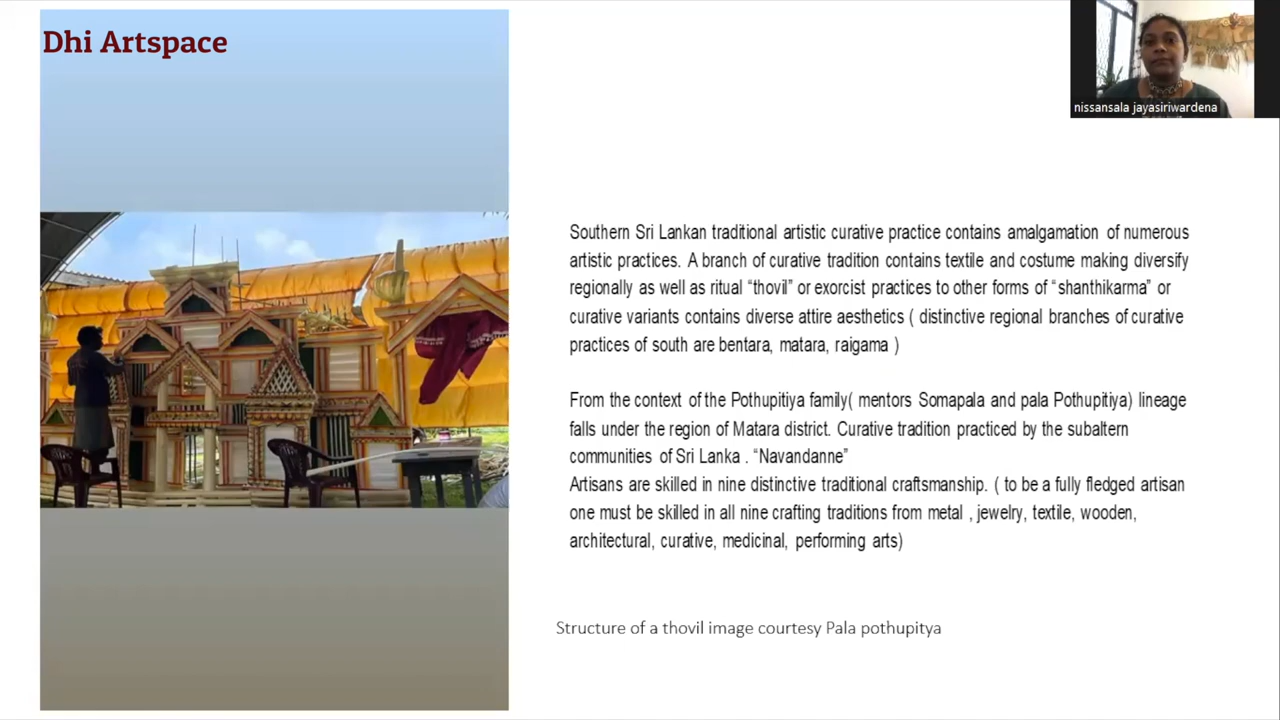 Dhi Artspace
nissansala jayasiriwardena
Southern Sri Lankan traditional artistic curative practice contains amalgamation of numerous
artistic practices. A branch of curative tradition contains textile and costume making diversify
regionally as well as ritual “thovil” or exorcist practices to other forms of “shanthikarma” or
curative variants contains diverse attire aesthetics ( distinctive regional branches of curative
practices of south are bentara, matara, raigama )
From the context of the Pothupitiya family( mentors Somapala and pala Pothupitiya) lineage
falls under the region of Matara district. Curative tradition practiced by the subaltern
communities of Sri Lanka . “Navandanne”
Artisans are skilled in nine distinctive traditional craftsmanship. ( to be a fully fledged artisan
one must be skilled in all nine crafting traditions from metal , jewelry, textile, wooden,
architectural, curative, medicinal, performing arts)
Structure of a thovil image courtesy Pala pothupitya